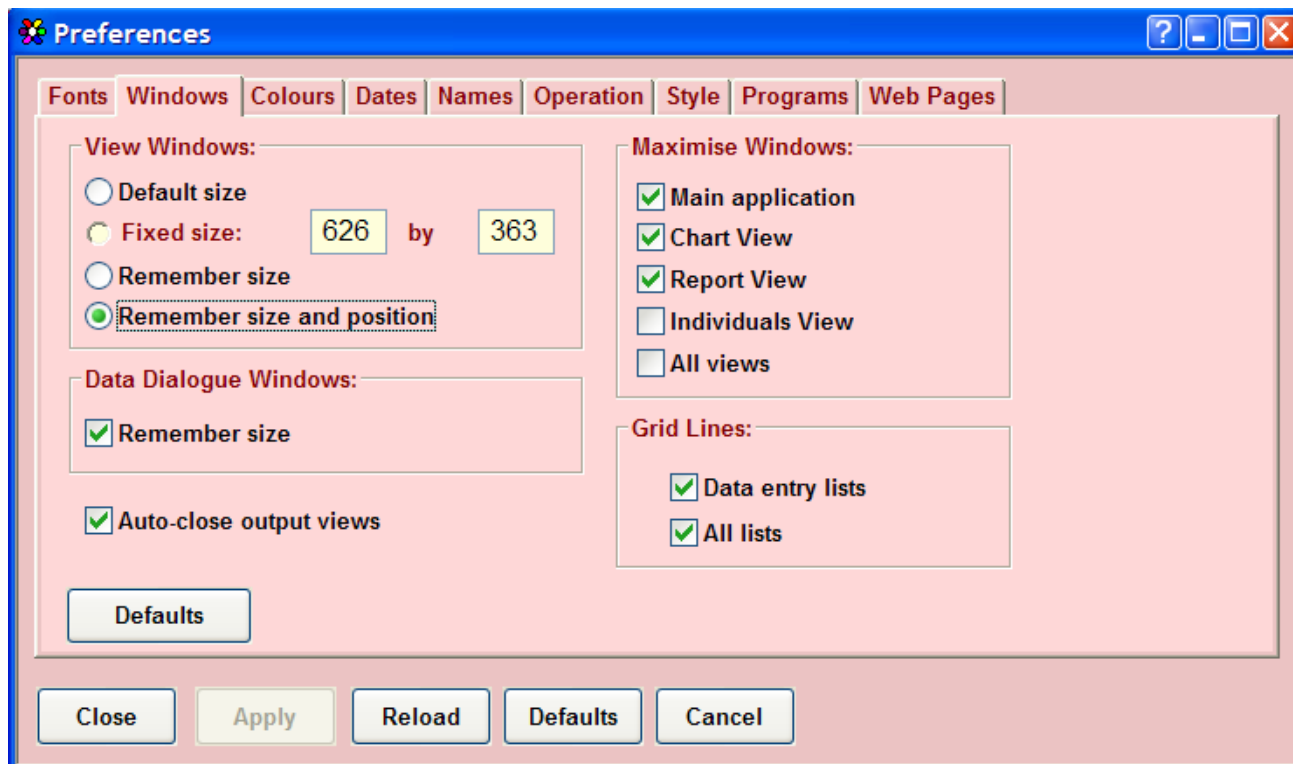 Preferences
Fonts Windows Colours Dates Names Operation Style Programs Web Pages
View Windows:
Default size
Fixed size: 626 by 363
Remember size
Remember size and position
Data Dialogue Windows:
Remember size
Auto-close output views
Defaults
Maximise Windows:
Main application
Chart View
Report View
Individuals View
All views
Grid Lines:
Data entry lists
All lists
Close Apply Reload Defaults Cancel